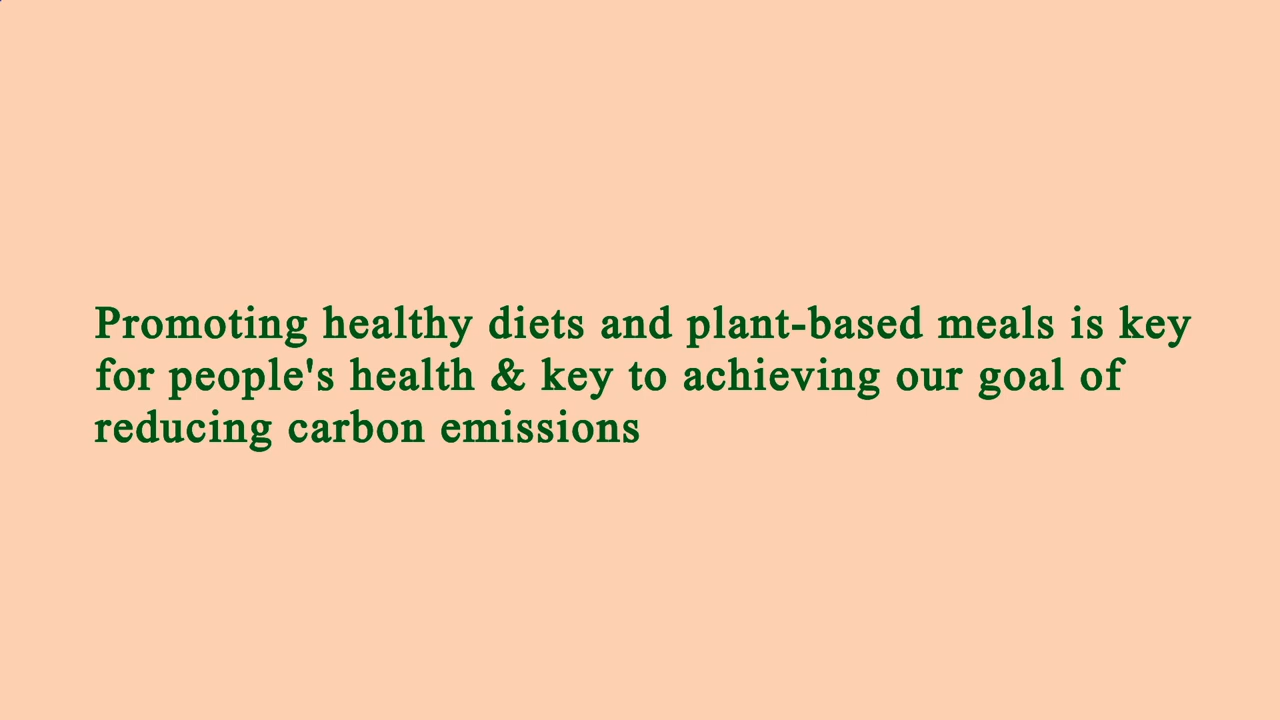 Promoting healthy diets and plant-based meals is key
for people's health & key to achieving our goal of
reducing carbon emissions